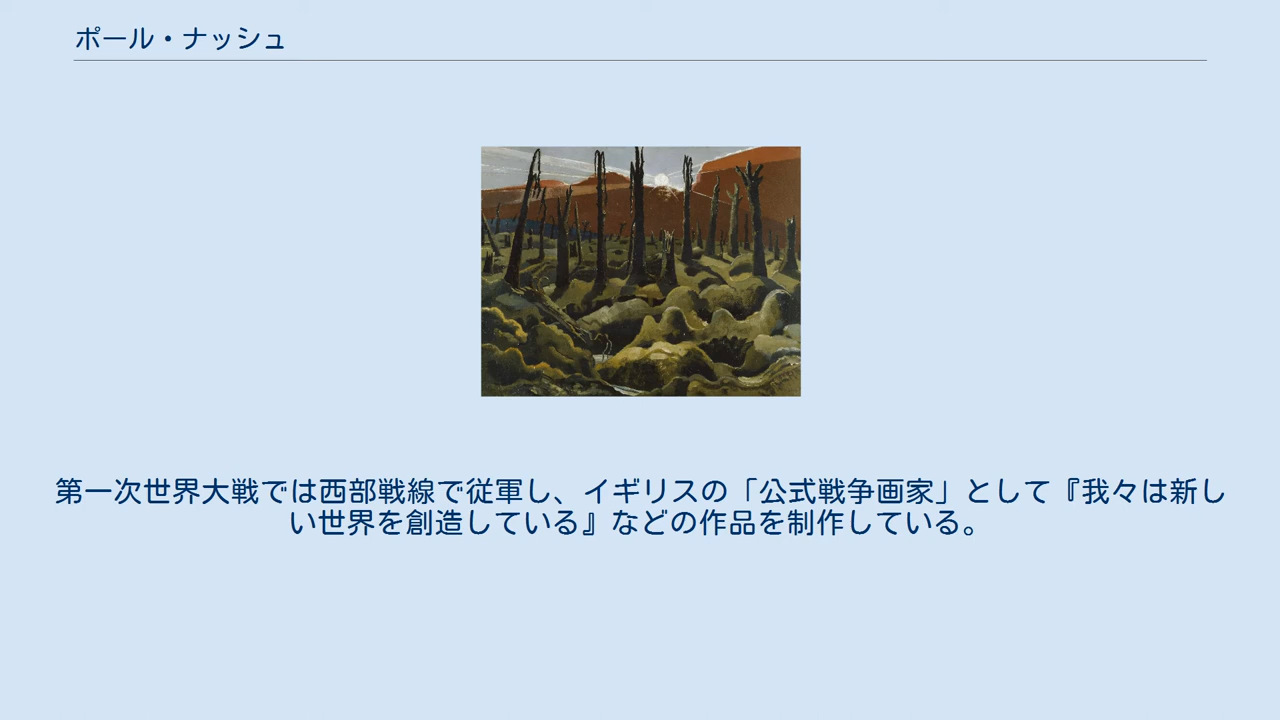 ポール・ナッシュ
第一次世界大戦では西部戦線で従軍し、イギリスの「公式戦争画家」として『我々は新し
い世界を創造している』などの作品を制作している。